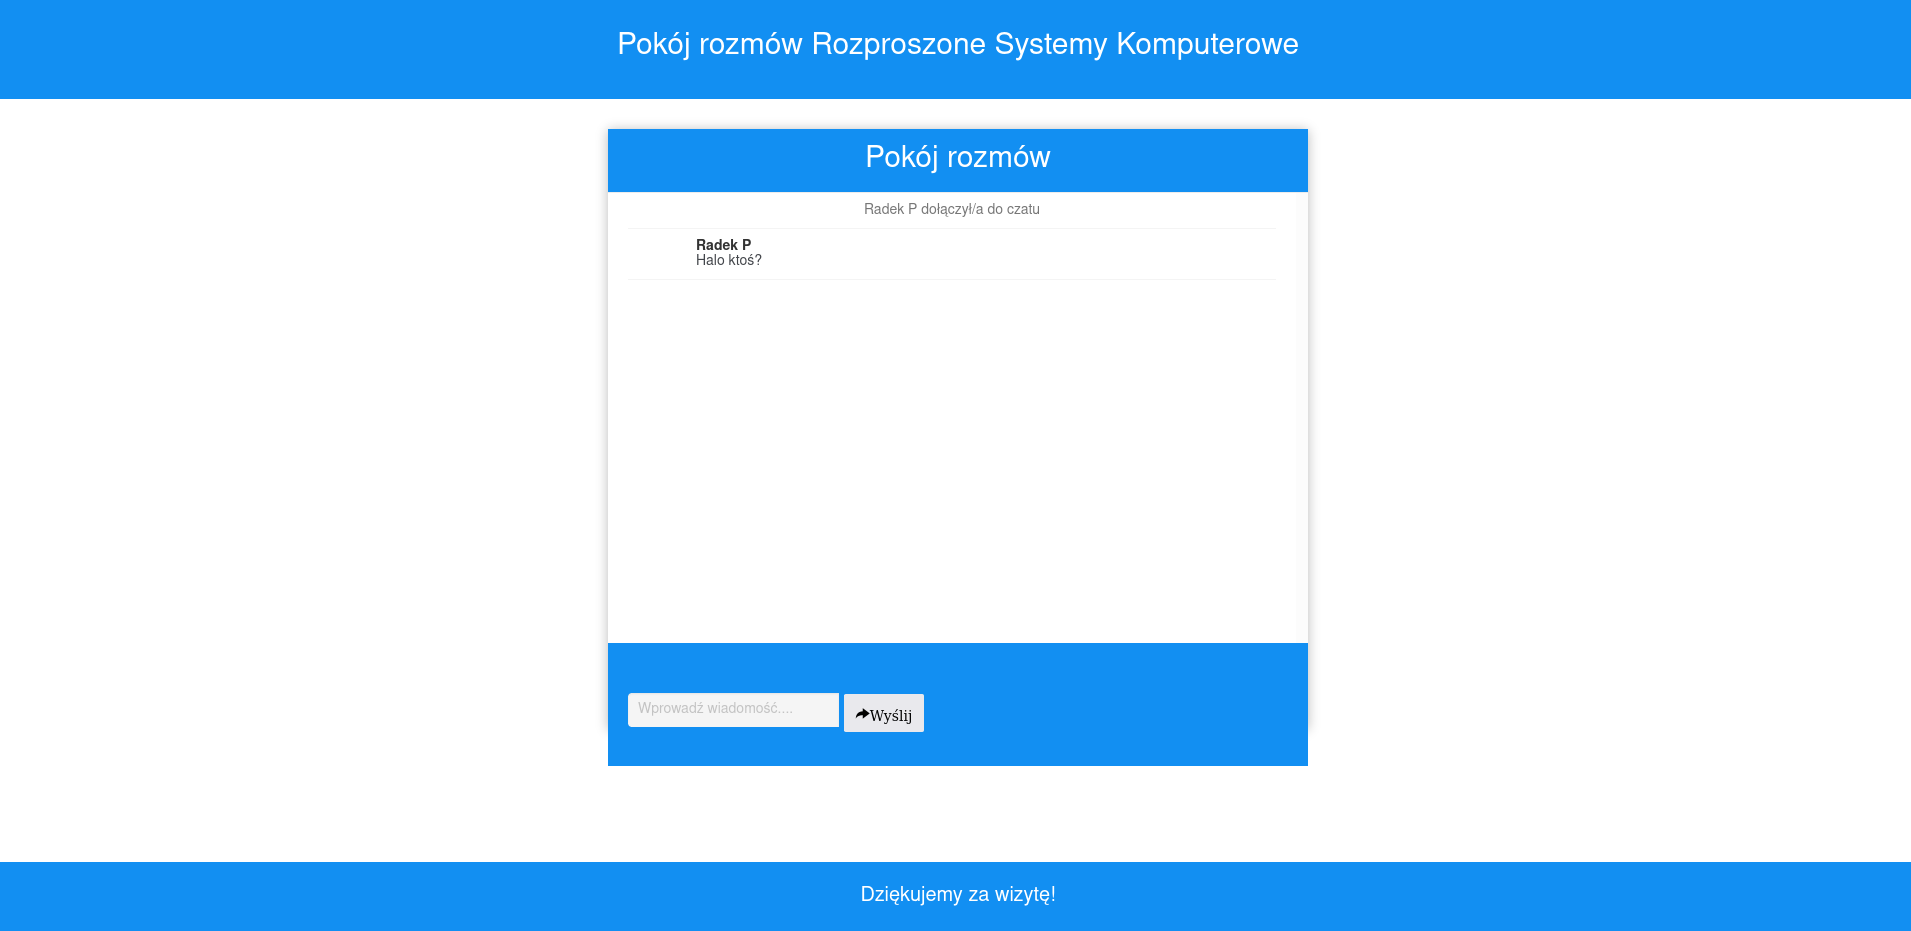 Pokój rozmów Rozproszone Systemy Komputerowe
Pokój rozmów
Radek P dołączył/a do czatu
Radek P
Halo ktoś?
Wprowadź wiadomość....
Wyślij
Dziękujemy za wizytę!